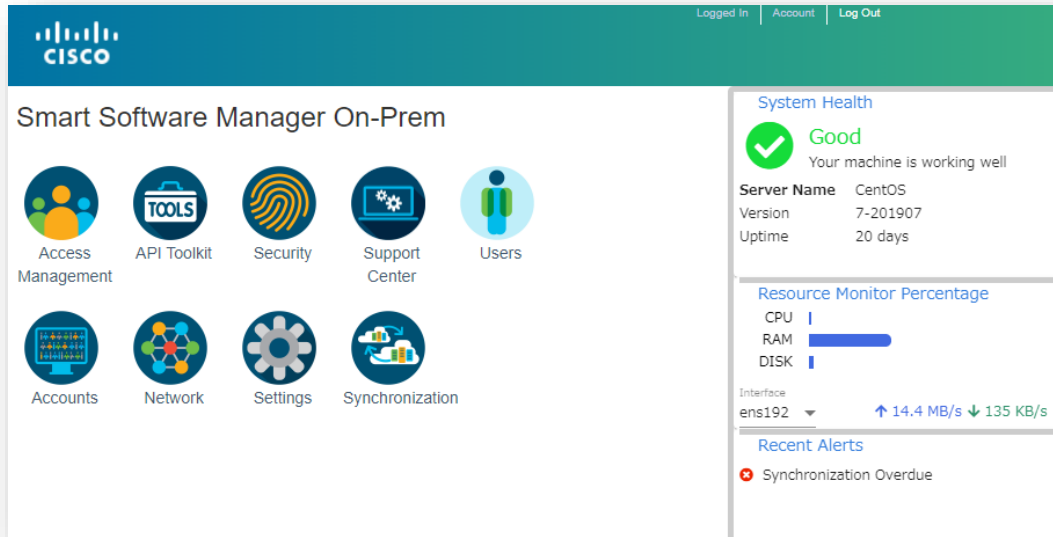 Logged In Account Log Out
CISCO
Smart Software Manager On-Prem
TOOLS
Access Management
API Toolkit
Security
Support Center
Users
Accounts
Network
Settings
Synchronization
System Health
Good
Your machine is working well
Server Name CentOS
Version 7-201907
Uptime 20 days
Resource Monitor Percentage
CPU
RAM
DISK
Interface
ens192 14.4 MB/s 135 KB/s
Recent Alerts
Synchronization Overdue